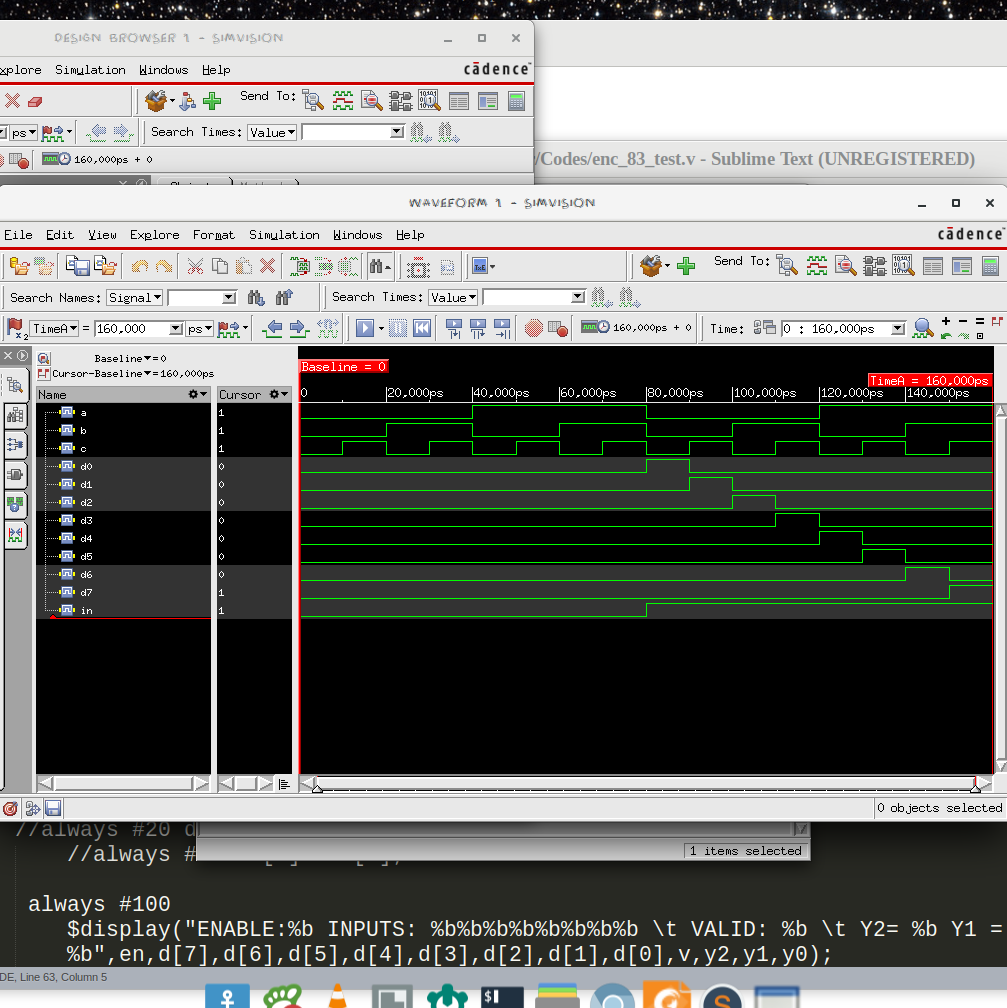 DESIGN BROWSER 1 - SIMVISION
xplore Simulation Windows Help
cādence™
Send To:
ps Search Times: Value
160,000ps + 0
/Codes/enc_83_test.v - Sublime Text (UNREGISTERED)
WAVEFORM 1 - SIMVISION
File Edit View Explore Format Simulation Windows Help
cādence™
Send To:
Search Names: Signal Search Times: Value
TimeA = 160,000 ps 160,000ps + 0 Time: 0 : 160,000ps
Baseline = 0
Cursor-Baseline = 160,000ps
Baseline = 0
TimeA = 160,000ps
Name Cursor
0 20,000ps 40,000ps 60,000ps 80,000ps 100,000ps 120,000ps 140,000ps
a 1
b 1
c 1
d0 0
d1 0
d2 0
d3 0
d4 0
d5 0
d6 0
d7 1
in 1
0 objects selected
//always #20 d
//always #
1 items selected
always #100
$display("ENABLE:%b INPUTS: %b%b%b%b%b%b%b%b \t VALID: %b \t Y2= %b Y1 =
%b",en,d[7],d[6],d[5],d[4],d[3],d[2],d[1],d[0],v,y2,y1,y0);
DE, Line 63, Column 5